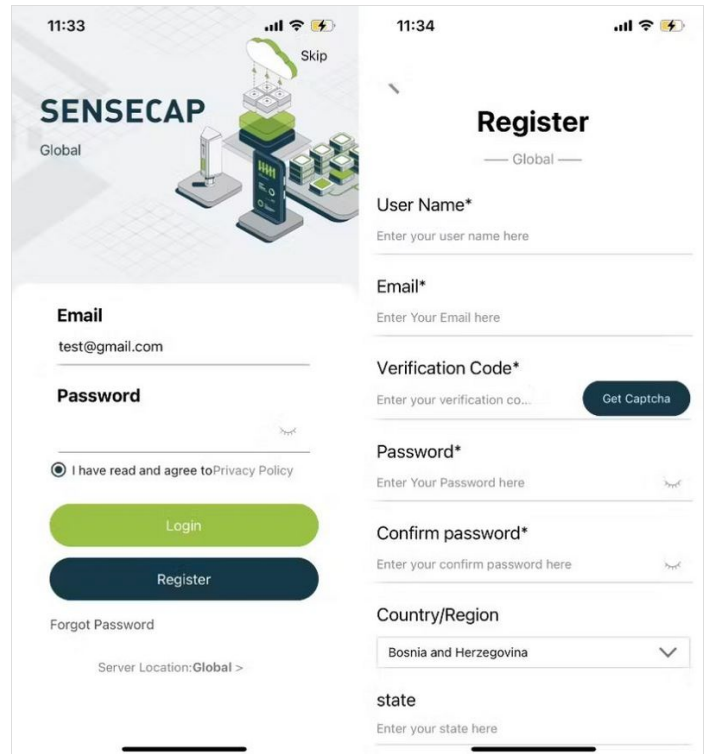 11:33
Skip
SENSECAP
Global
Email
test@gmail.com
Password
I have read and agree toPrivacy Policy
Login
Register
Forgot Password
Server Location:Global >
11:34
Register
Global
User Name*
Enter your user name here
Email*
Enter Your Email here
Verification Code*
Enter your verification co...
Get Captcha
Password*
Enter Your Password here
Confirm password*
Enter your confirm password here
Country/Region
Bosnia and Herzegovina
state
Enter your state here